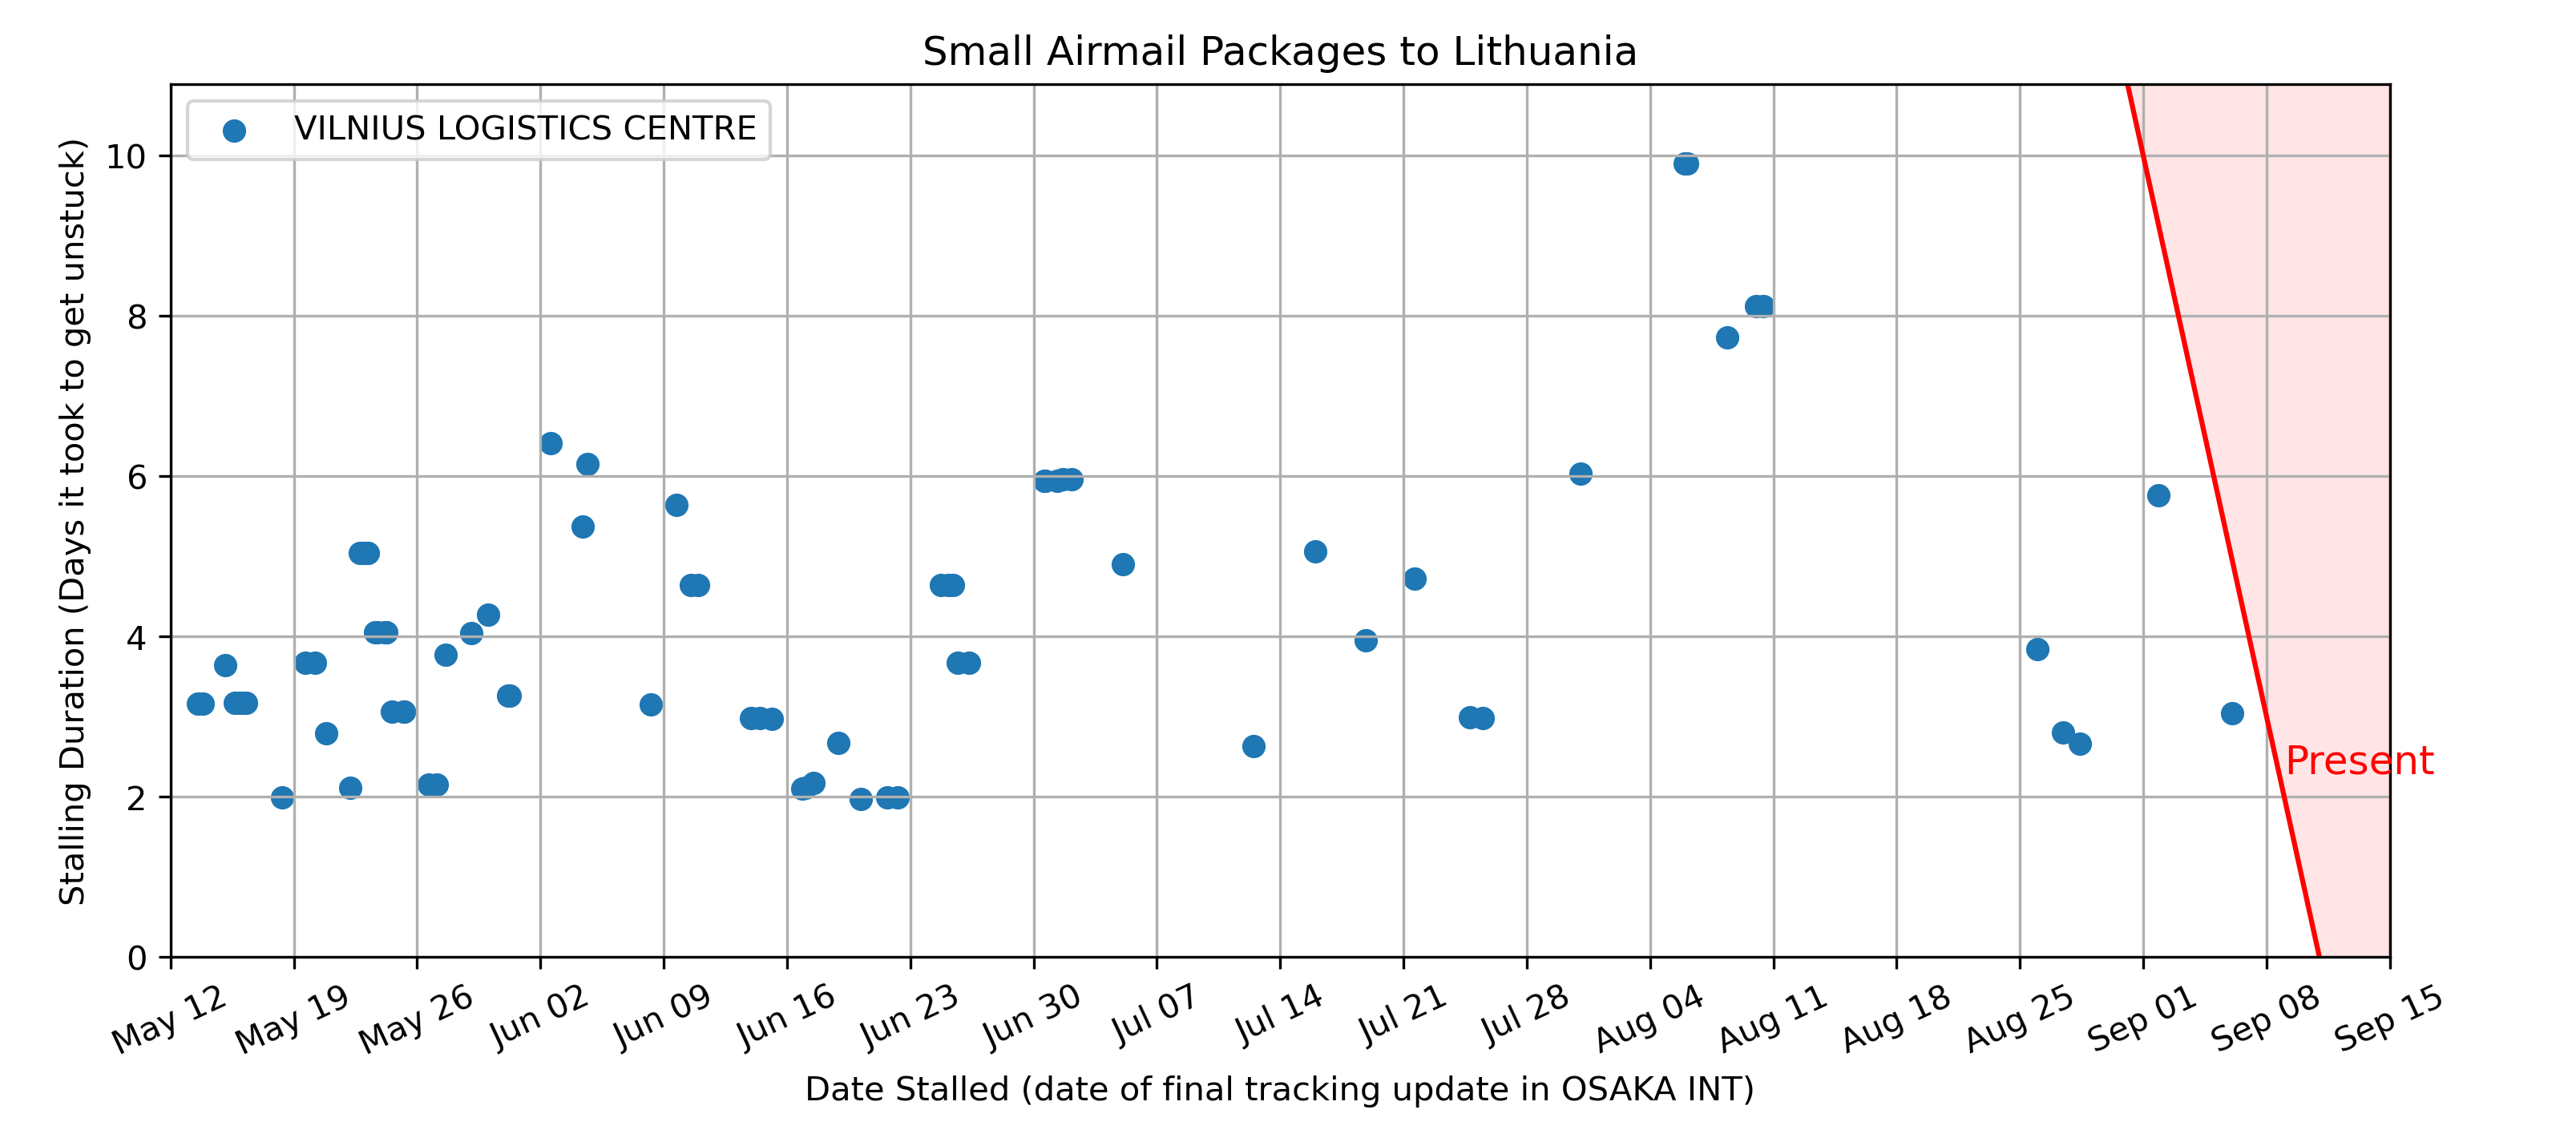 Small Airmail Packages to Lithuania
VILNIUS LOGISTICS CENTRE
Stalling Duration (Days it took to get unstuck)
10
8
6
4
2
0
Present
May 12 May 19 May 26 Jun 02 Jun 09 Jun 16 Jun 23 Jun 30 Jul 07 Jul 14 Jul 21 Jul 28 Aug 04 Aug 11 Aug 18 Aug 25 Sep 01 Sep 08 Sep 15
Date Stalled (date of final tracking update in OSAKA INT)